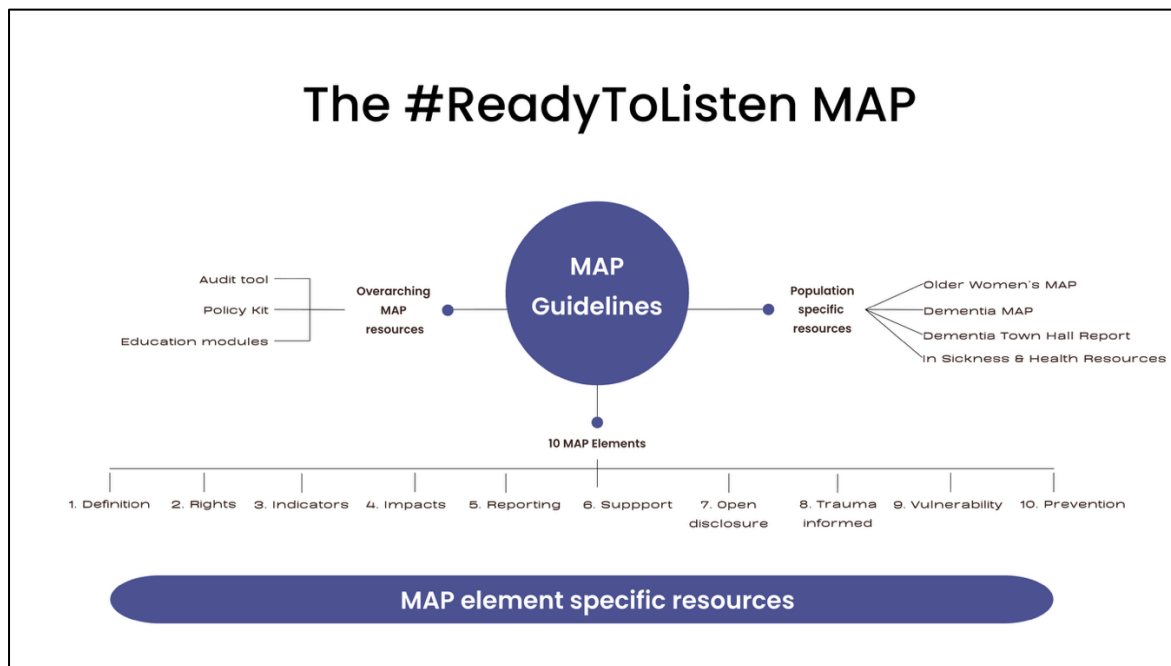 The #ReadyToListen MAP
MAP
Guidelines
Audit tool
Policy Kit
Education modules
Overarching
MAP
resources
Population
specific
resources
Older Women's MAP
Dementia MAP
Dementia Town Hall Report
In Sickness & Health Resources
10 MAP Elements
1. Definition
2. Rights
3. Indicators
4. Impacts
5. Reporting
6. Suppport
7. Open
disclosure
8. Trauma
informed
9. Vulnerability
10. Prevention
MAP element specific resources